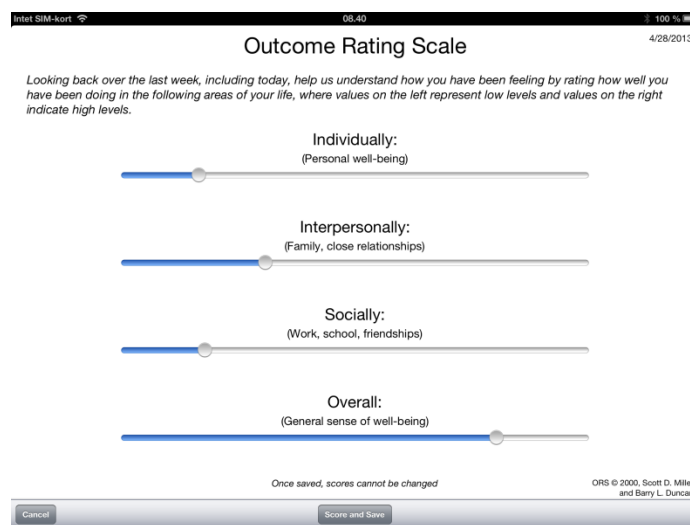 Intet SIM-kort 08.40 100 %
Outcome Rating Scale
4/28/2013
Looking back over the last week, including today, help us understand how you have been feeling by rating how well you
have been doing in the following areas of your life, where values on the left represent low levels and values on the right
indicate high levels.
Individually:
(Personal well-being)
Interpersonally:
(Family, close relationships)
Socially:
(Work, school, friendships)
Overall:
(General sense of well-being)
Once saved, scores cannot be changed
ORS © 2000, Scott D. Mille
and Barry L. Duncan
Cancel
Score and Save